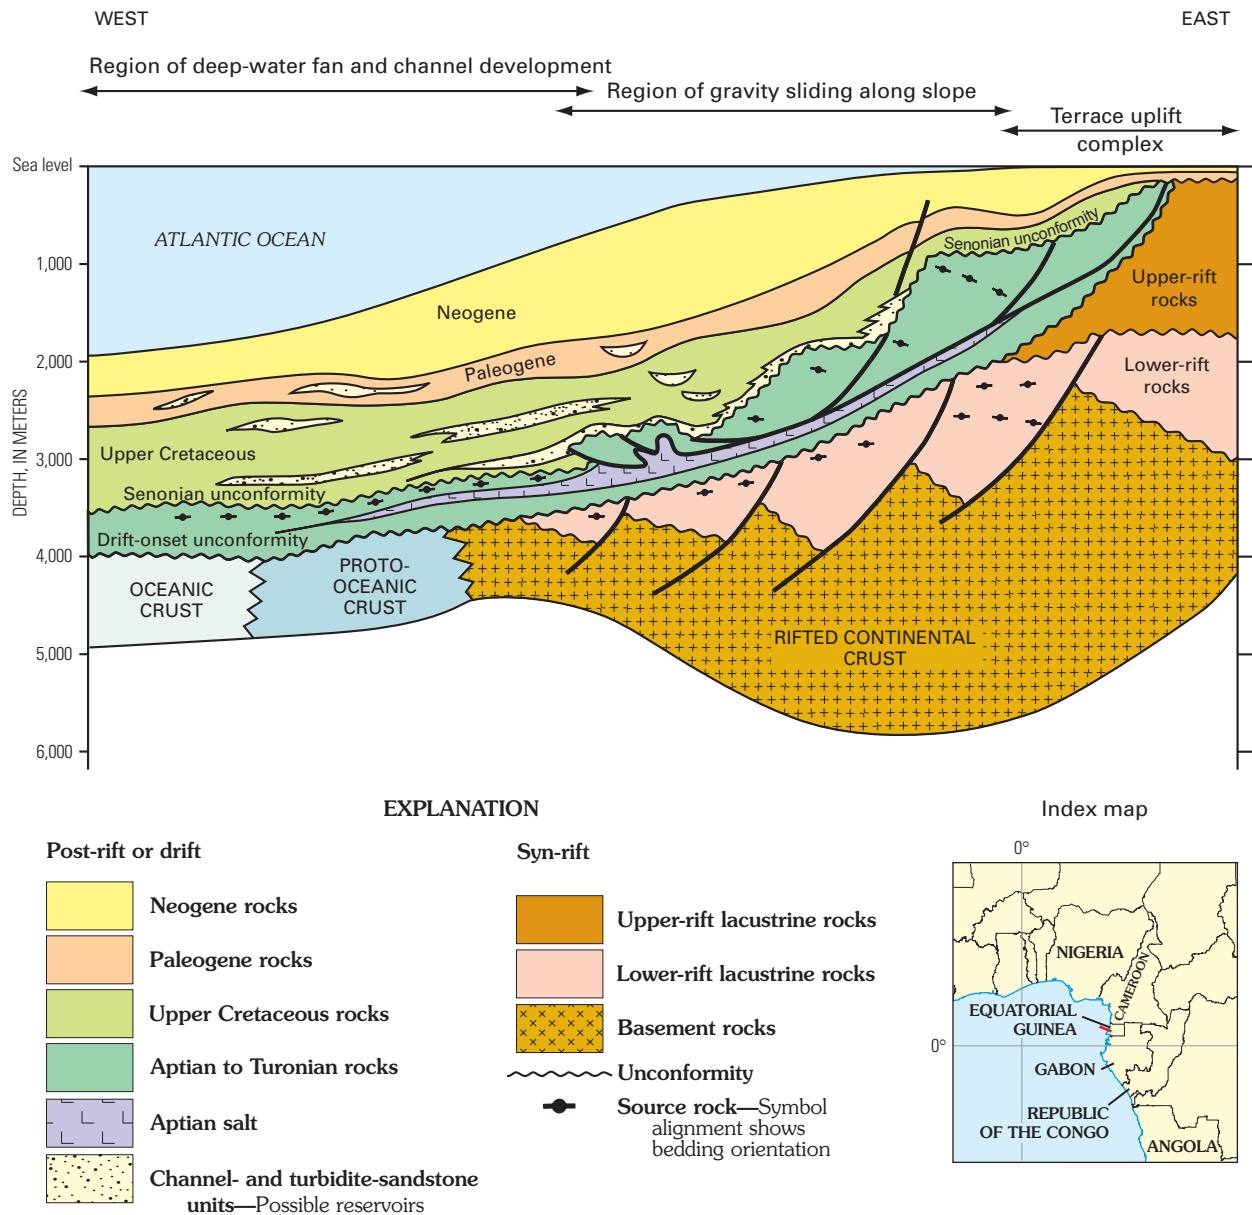 WEST
EAST
Region of deep-water fan and channel development
Region of gravity sliding along slope
Terrace uplift
complex
Sea level
1,000
2,000
3,000
4,000
5,000
6,000
DEPTH, IN METERS
ATLANTIC OCEAN
Neogene
Paleogene
Upper Cretaceous
Senonian unconformity
Drift-onset unconformity
Senonian unconformity
Upper-rift
rocks
Lower-rift
rocks
OCEANIC
CRUST
PROTO-
OCEANIC
CRUST
RIFTED CONTINENTAL
CRUST
EXPLANATION
Post-rift or drift
Neogene rocks
Paleogene rocks
Upper Cretaceous rocks
Aptian to Turonian rocks
Aptian salt
Channel- and turbidite-sandstone
units—Possible reservoirs
Syn-rift
Upper-rift lacustrine rocks
Lower-rift lacustrine rocks
Basement rocks
Unconformity
Source rock—Symbol
alignment shows
bedding orientation
Index map
0°
0°
NIGERIA
CAMEROON
EQUATORIAL
GUINEA
GABON
REPUBLIC
OF THE CONGO
ANGOLA